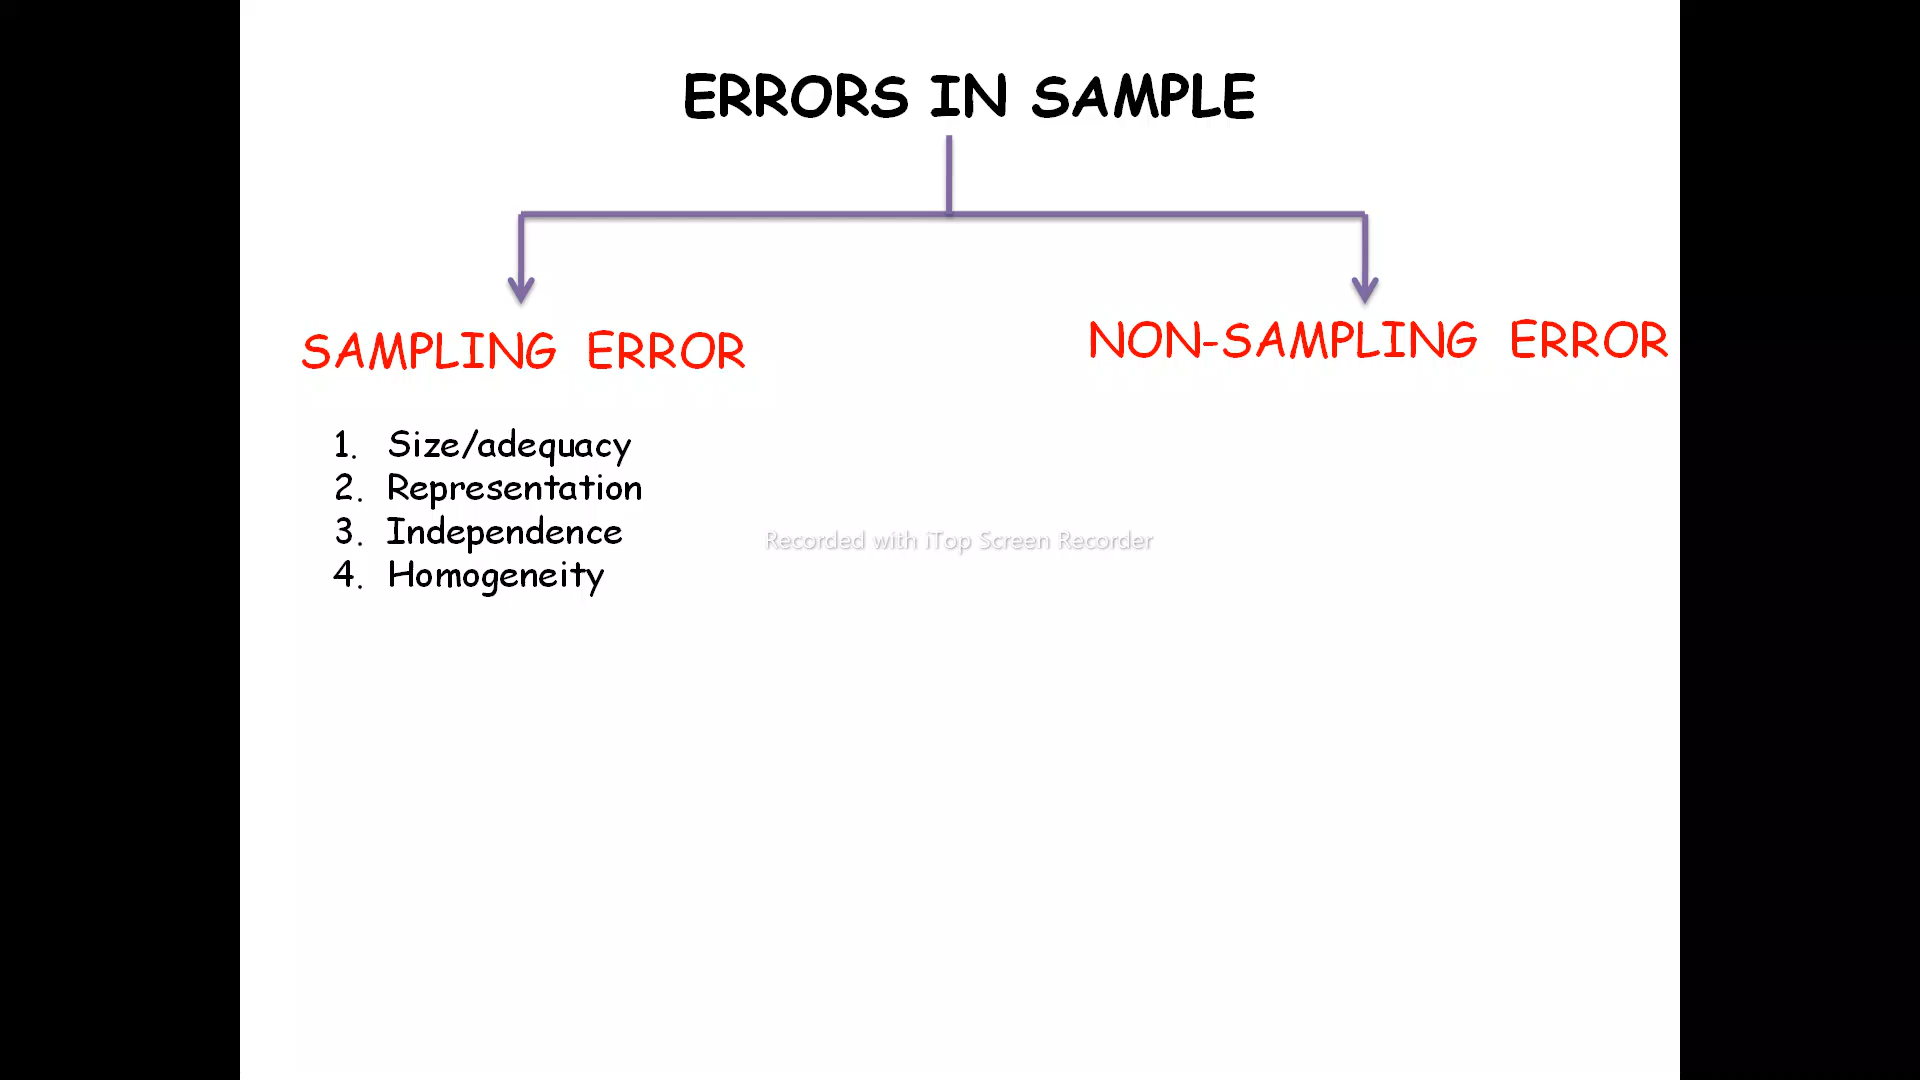 ERRORS IN SAMPLE
SAMPLING ERROR
NON-SAMPLING ERROR
1. Size/adequacy
2. Representation
3. Independence
4. Homogeneity
Recorded with iTop Screen Recorder